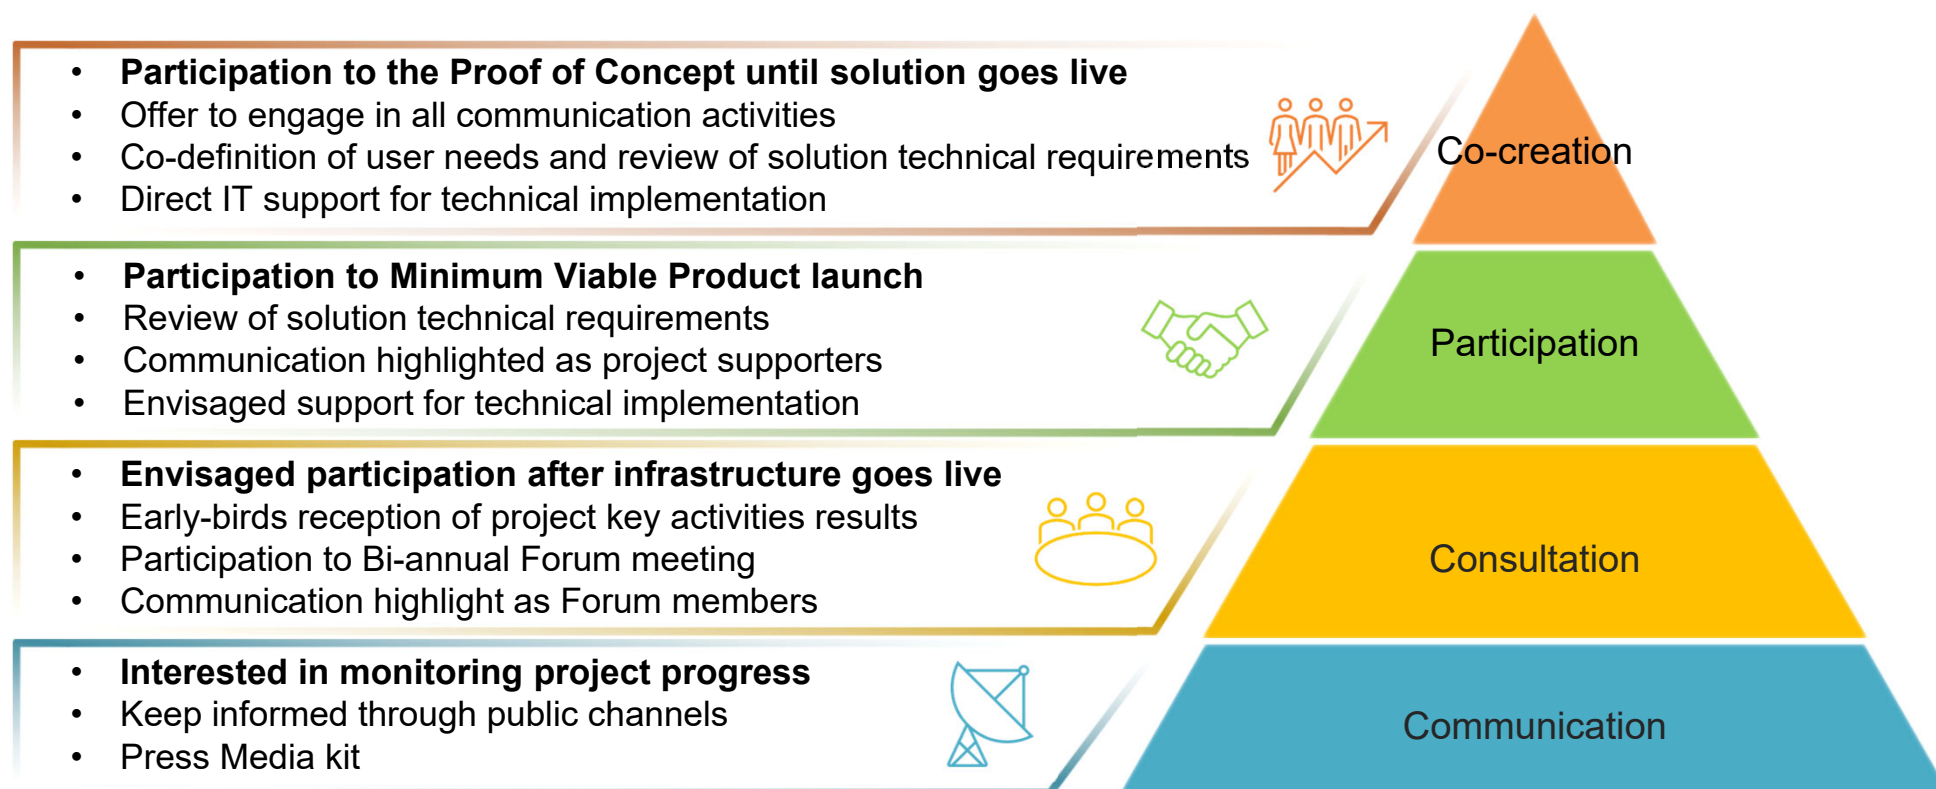 • Participation to the Proof of Concept until solution goes live
• Offer to engage in all communication activities
• Co-definition of user needs and review of solution technical requirements
• Direct IT support for technical implementation
Co-creation
• Participation to Minimum Viable Product launch
• Review of solution technical requirements
• Communication highlighted as project supporters
• Envisaged support for technical implementation
Participation
• Envisaged participation after infrastructure goes live
• Early-birds reception of project key activities results
• Participation to Bi-annual Forum meeting
• Communication highlight as Forum members
Consultation
• Interested in monitoring project progress
• Keep informed through public channels
• Press Media kit
Communication